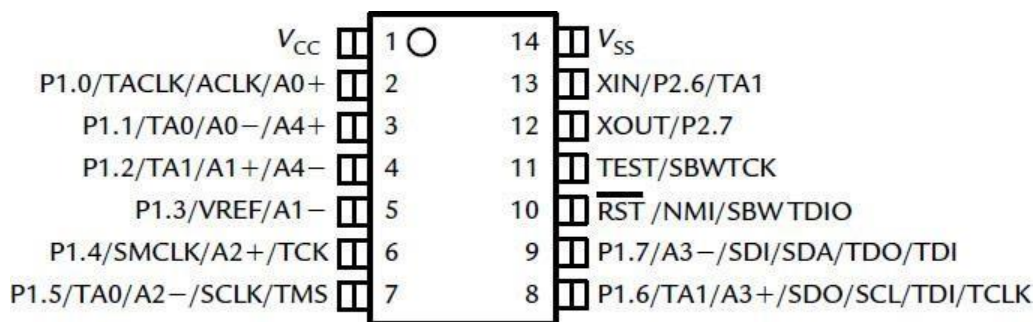 VCC 1 14 VSS
P1.0/TACLK/ACLK/A0+ 2 13 XIN/P2.6/TA1
P1.1/TA0/A0−/A4+ 3 12 XOUT/P2.7
P1.2/TA1/A1+/A4− 4 11 TEST/SBWTCK
P1.3/VREF/A1− 5 10 RST /NMI/SBWTDIO
P1.4/SMCLK/A2+/TCK 6 9 P1.7/A3−/SDI/SDA/TDO/TDI
P1.5/TA0/A2−/SCLK/TMS 7 8 P1.6/TA1/A3+/SDO/SCL/TDI/TCLK